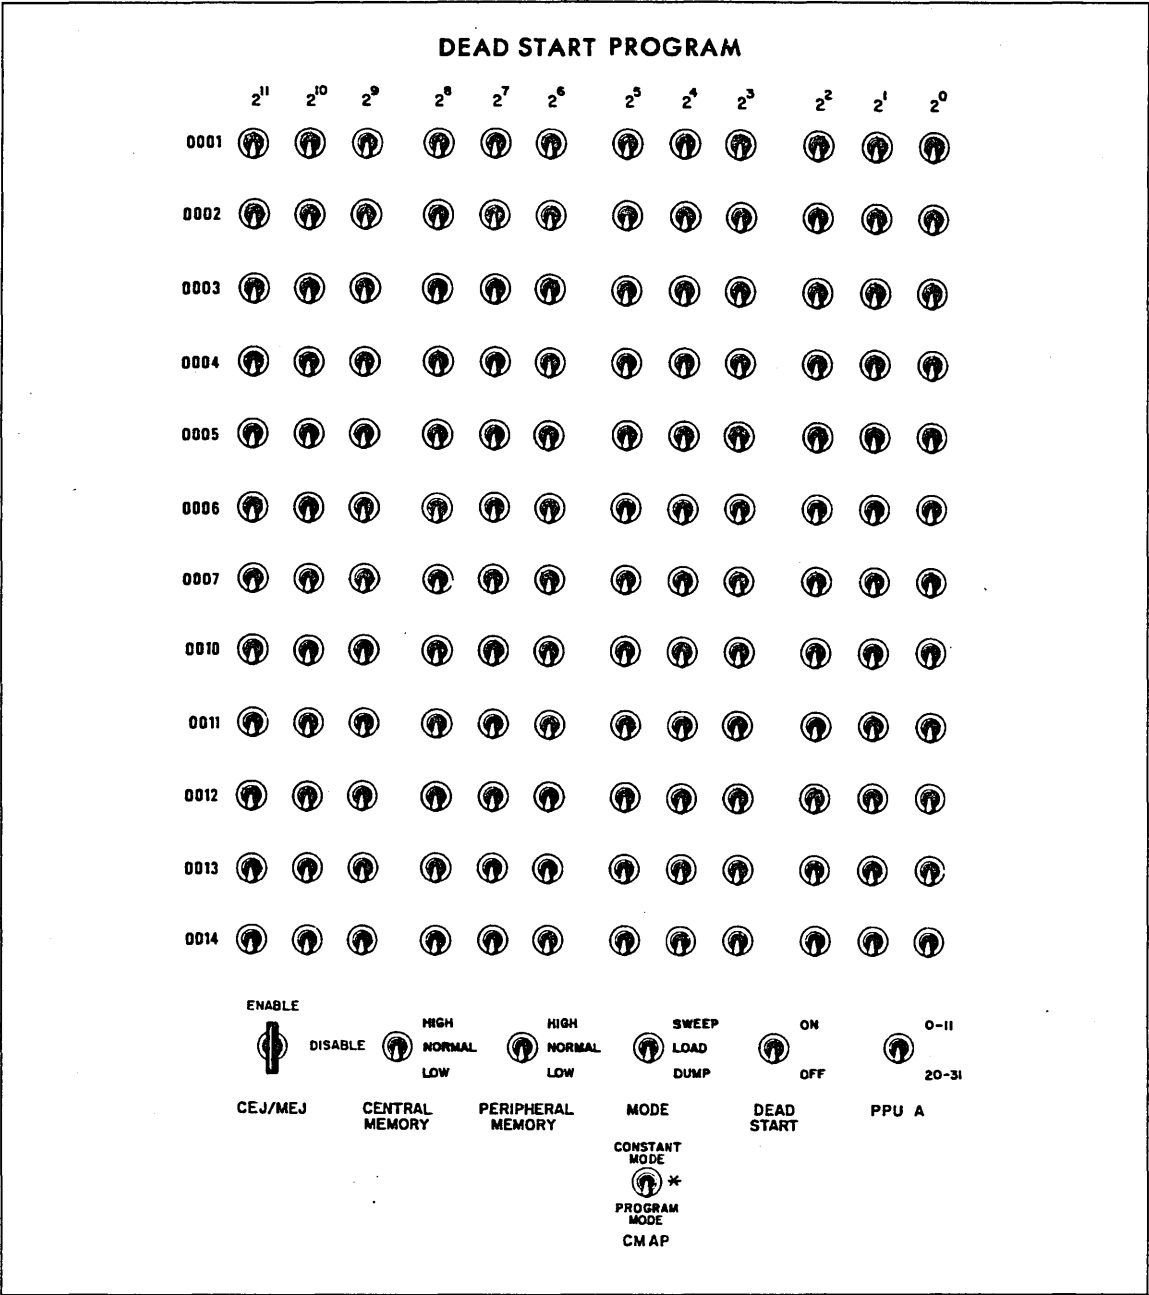 DEAD START PROGRAM
2¹¹ 2¹⁰ 2⁹ 2⁸ 2⁷ 2⁶ 2⁵ 2⁴ 2³ 2² 2¹ 2⁰
0001
0002
0003
0004
0005
0006
0007
0010
0011
0012
0013
0014
ENABLE
DISABLE
CEJ/MEJ
HIGH
NORMAL
LOW
CENTRAL
MEMORY
HIGH
NORMAL
LOW
PERIPHERAL
MEMORY
SWEEP
LOAD
DUMP
MODE
ON
OFF
DEAD
START
0-11
20-31
PPU A
CONSTANT
MODE
*
PROGRAM
MODE
CMAP